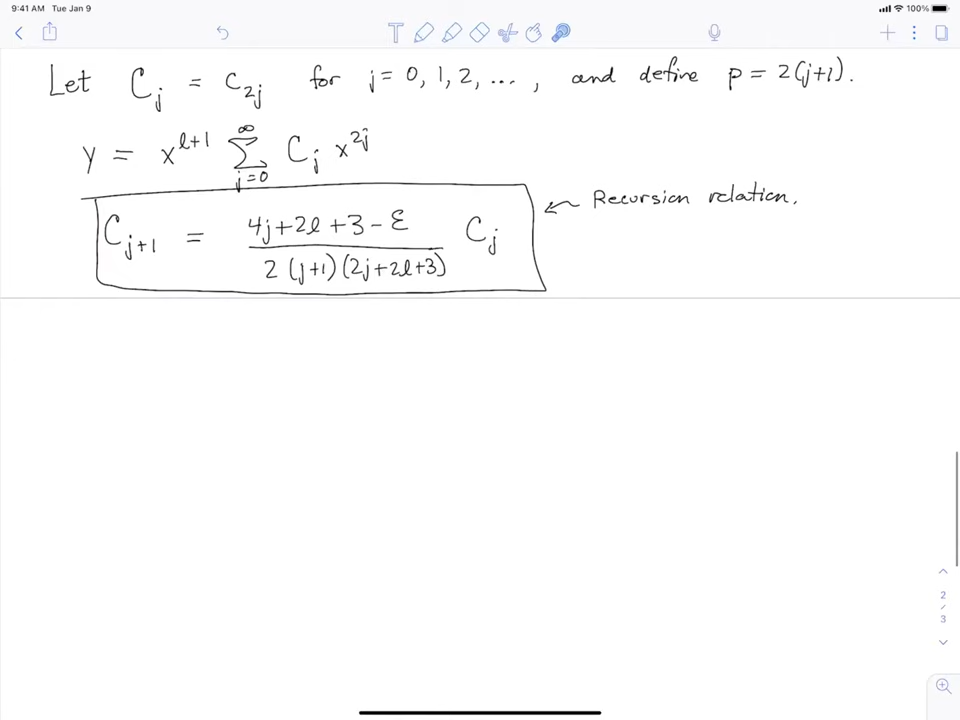 9:41 AM Tue Jan 9
100%
Let C_j = c_{2j} for j = 0, 1, 2, ..., and define p = 2(j+1).
y = x^{l+1} ∑_{j=0}^{∞} C_j x^{2j}
C_{j+1} = \frac{4j+2l+3-ε}{2(j+1)(2j+2l+3)} C_j ← Recursion relation.
2
/
3